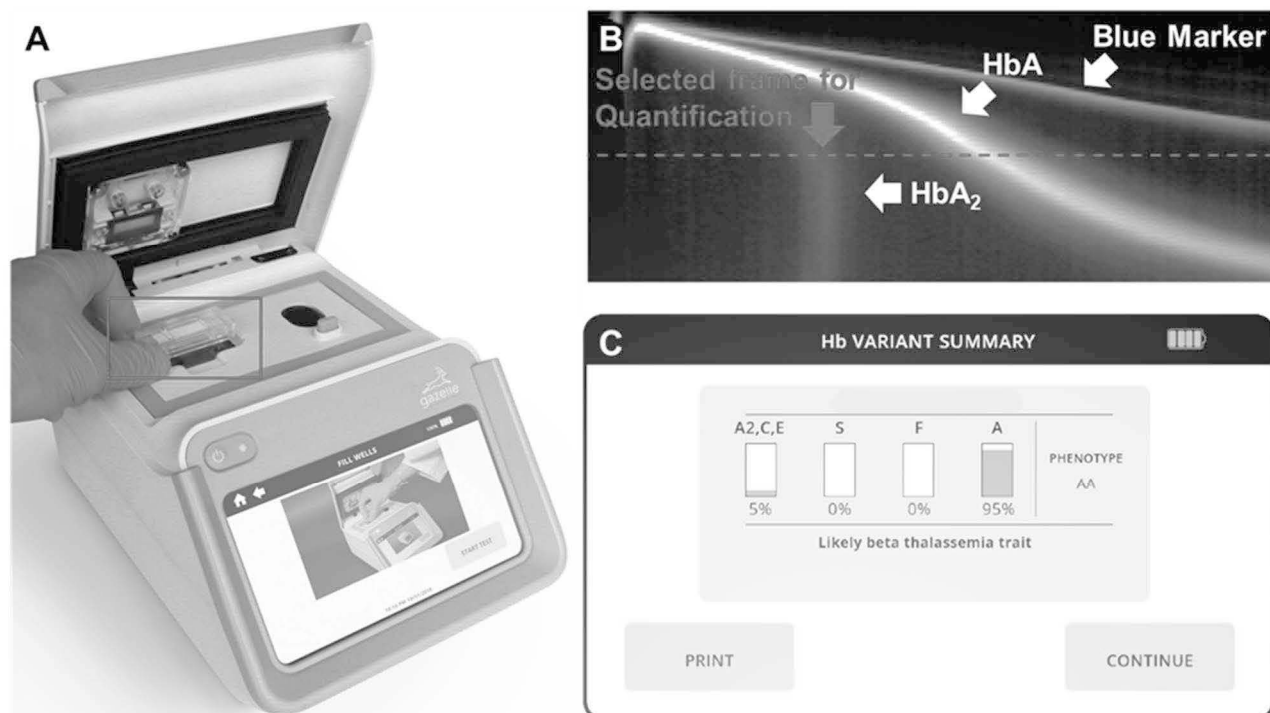 A
gazelle
100%
FILL WELLS
START TEST
B
Blue Marker
HbA
Selected frame for
Quantification
HbA₂
C
Hb VARIANT SUMMARY
A2,C,E S F A
PHENOTYPE
AA
5% 0% 0% 95%
Likely beta thalassemia trait
PRINT
CONTINUE